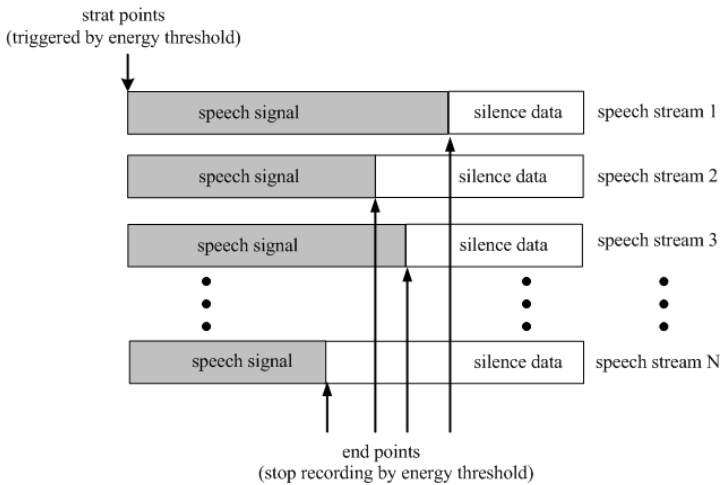 strat points
(triggered by energy threshold)
speech signal silence data speech stream 1
speech signal silence data speech stream 2
speech signal silence data speech stream 3
speech signal silence data speech stream N
end points
(stop recording by energy threshold)